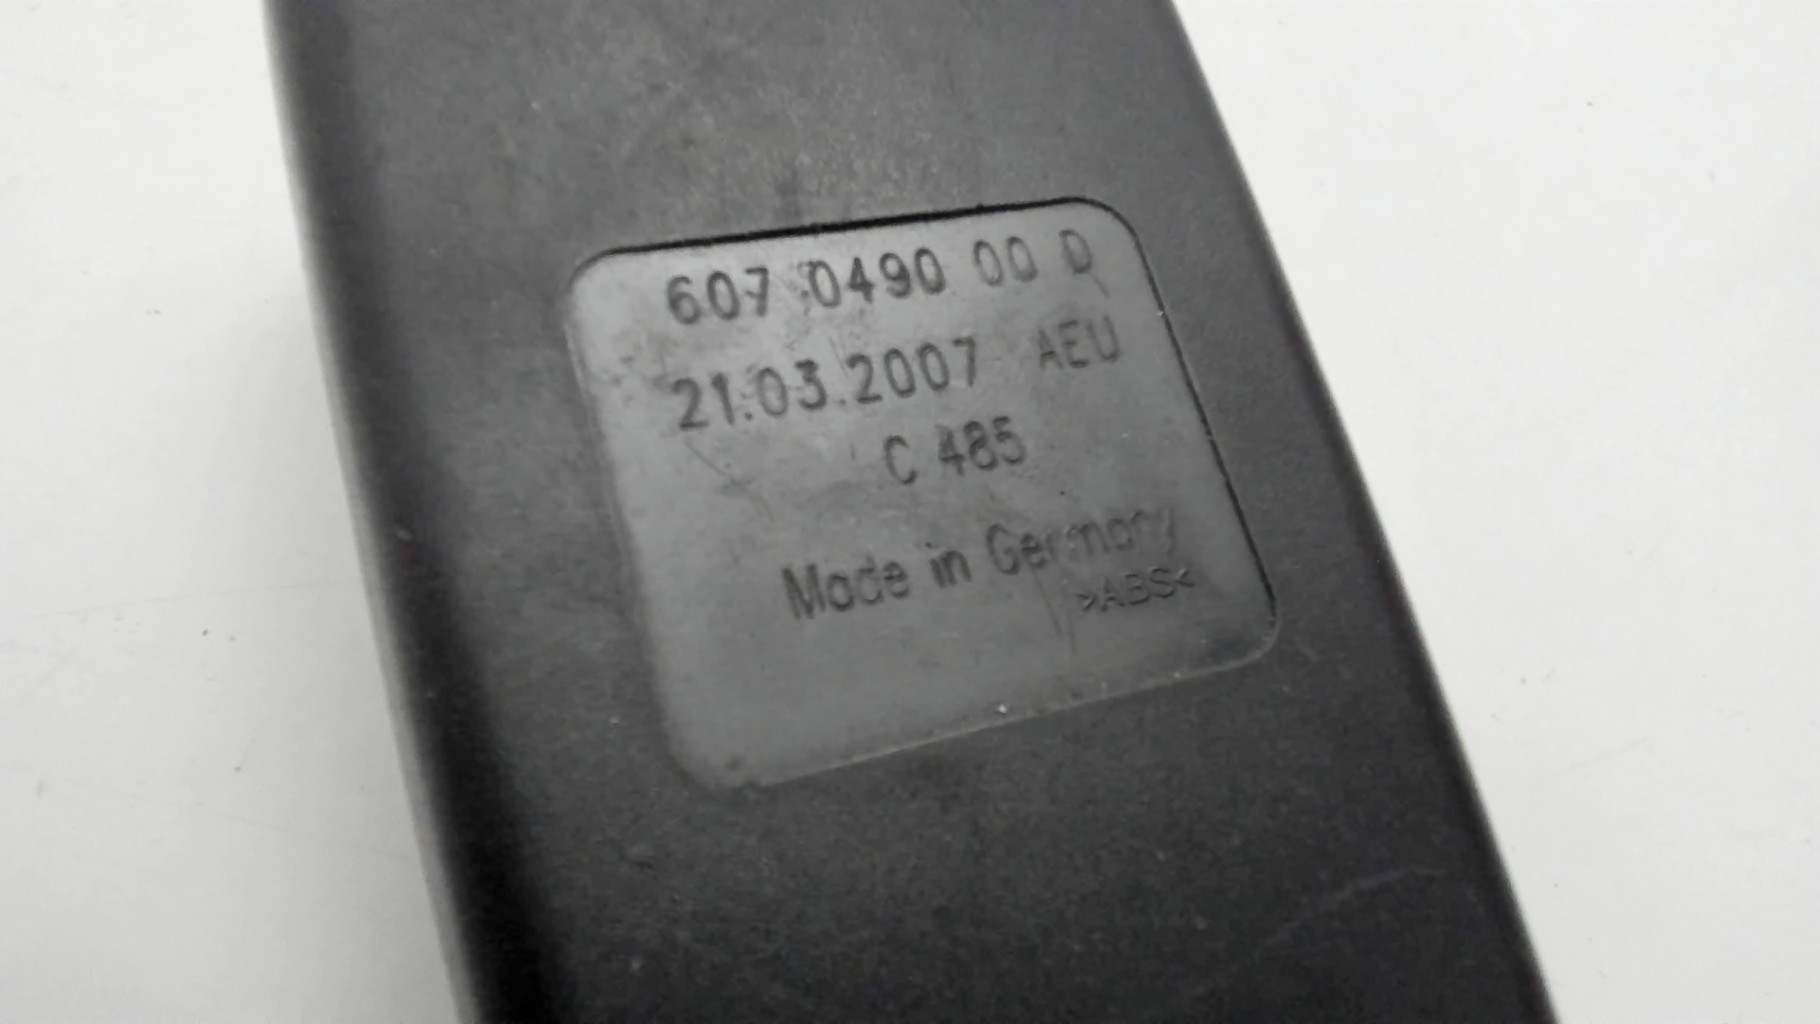 607 0490 00 D
21.03.2007 AEU
C 485
Made in Germany
>ABS<